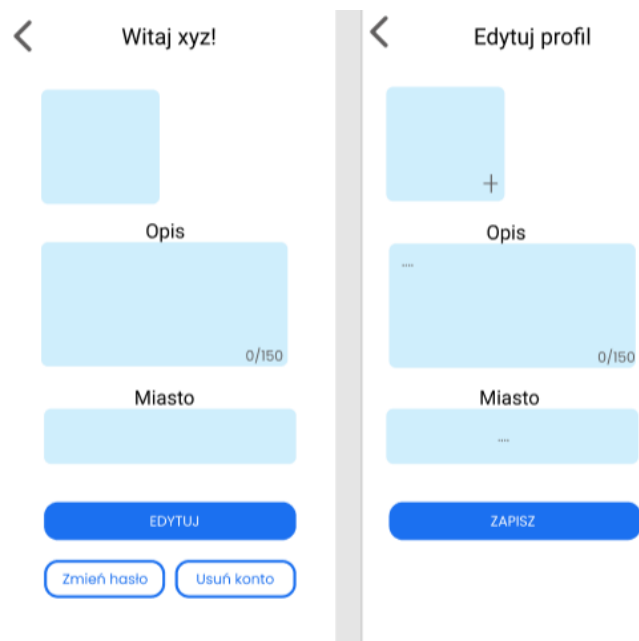 Witaj xyz!
Opis
0/150
Miasto
EDYTUJ
Zmień hasło
Usuń konto
Edytuj profil
+
Opis
....
0/150
Miasto
....
ZAPISZ